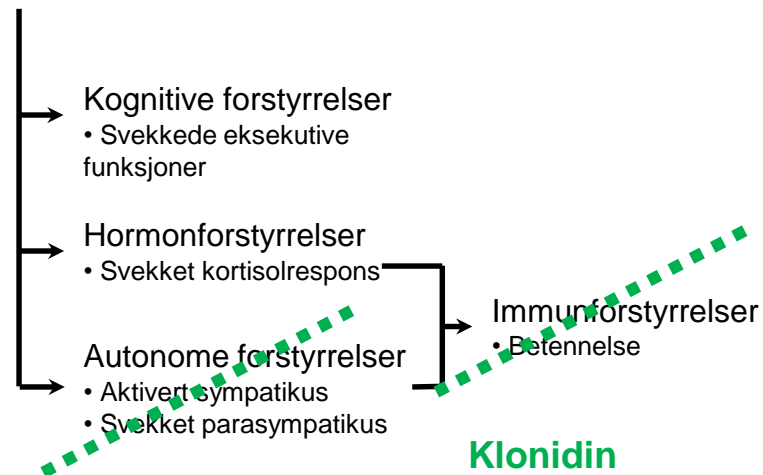 Kognitive forstyrrelser
• Svekkede eksekutive
funksjoner
Hormonforstyrrelser
• Svekket kortisolrespons
Immunforstyrrelser
• Betennelse
Autonome forstyrrelser
• Aktivert sympatikus
• Svekket parasympatikus
Klonidin